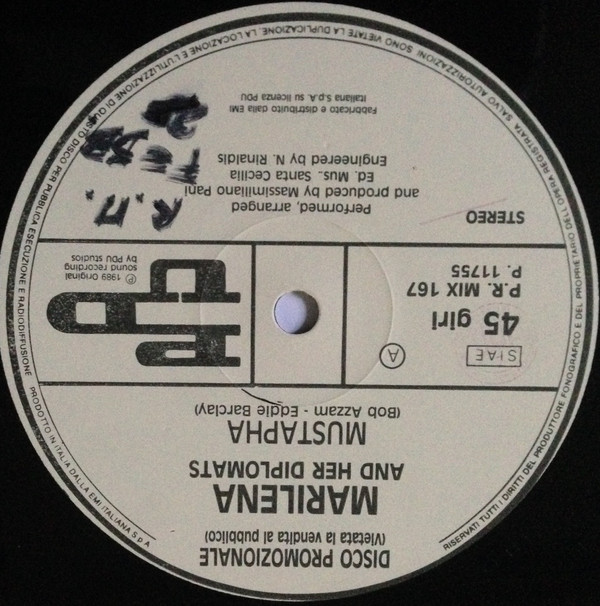 DISCO PROMOZIONALE
(Vietata la vendita al pubblico)
MARILENA
AND HER DIPLOMATS
MUSTAPHA
(Bob Azzam - Eddie Barclay)
SIAE
A
45 giri
P.R. MIX 167
P. 11755
PDU
℗ 1989 Original
sound recording
by PDU studios
STEREO
Performed, arranged
and produced by Massimiliano Pani
Ed. Mus. Santa Cecilia
Engineered by N. Rinaldis
Fabbricato e distribuito dalla EMI
Italiana S.p.A. su licenza PDU
R.M.
RISERVATI TUTTI I DIRITTI DEL PRODUTTORE FONOGRAFICO E DEL PROPRIETARIO DELL'OPERA REGISTRATA. SALVO AUTORIZZAZIONI SONO VIETATE LA DUPLICAZIONE, LA LOCAZIONE E L'UTILIZZAZIONE DI QUESTO DISCO PER PUBBLICA ESECUZIONE E RADIODIFFUSIONE PRODOTTO IN ITALIA DALLA EMI ITALIANA S p A